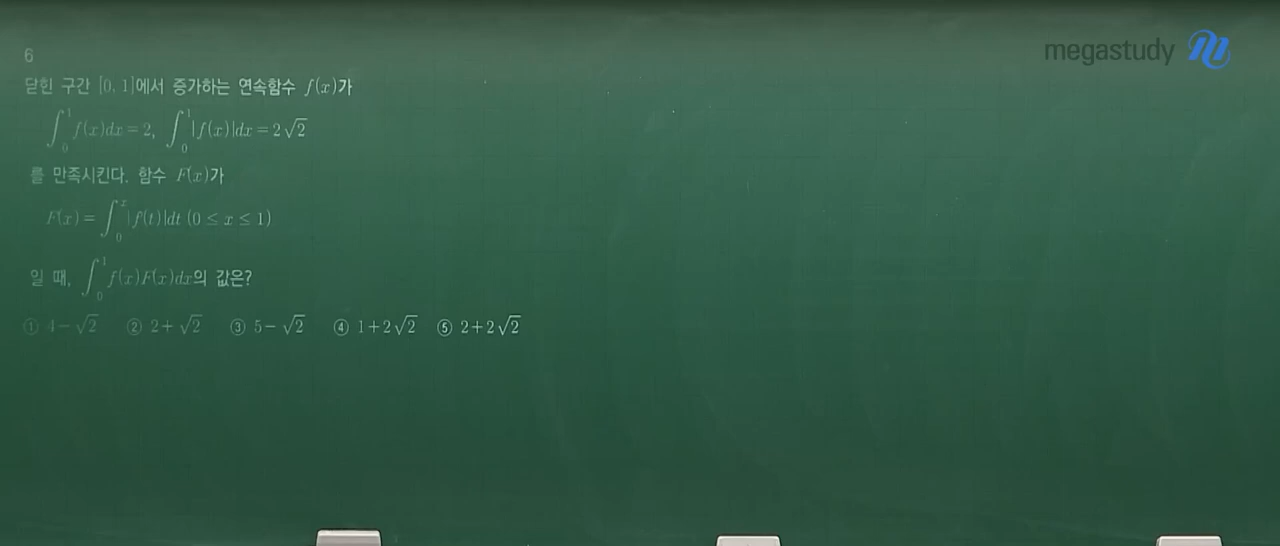 megastudy
6
닫힌 구간 [0, 1]에서 증가하는 연속함수 f(x)가
∫₀¹ f(x)dx = 2, ∫₀¹ |f(x)|dx = 2√2
를 만족시킨다. 함수 F(x)가
F(x) = ∫₀ˣ |f(t)|dt (0 ≤ x ≤ 1)
일 때, ∫₀¹ f(x)F(x)dx의 값은?
① 4-√2 ② 2+√2 ③ 5-√2 ④ 1+2√2 ⑤ 2+2√2